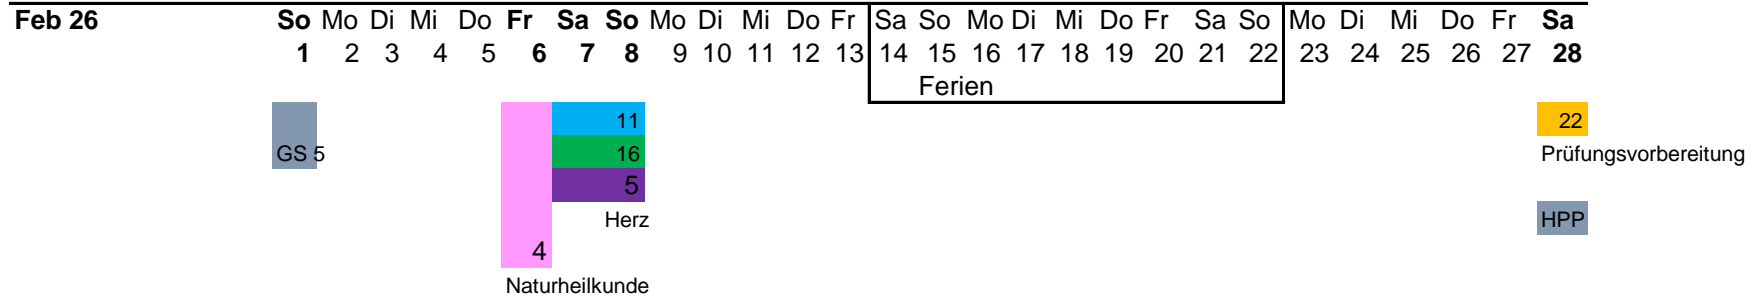 Feb 26 So Mo Di Mi Do Fr Sa So Mo Di Mi Do Fr Sa So Mo Di Mi Do Fr Sa So Mo Di Mi Do Fr Sa
1 2 3 4 5 6 7 8 9 10 11 12 13 14 15 16 17 18 19 20 21 22 23 24 25 26 27 28
Ferien
11 22
GS 5 16 Prüfungsvorbereitung
5
Herz HPP
4
Naturheilkunde